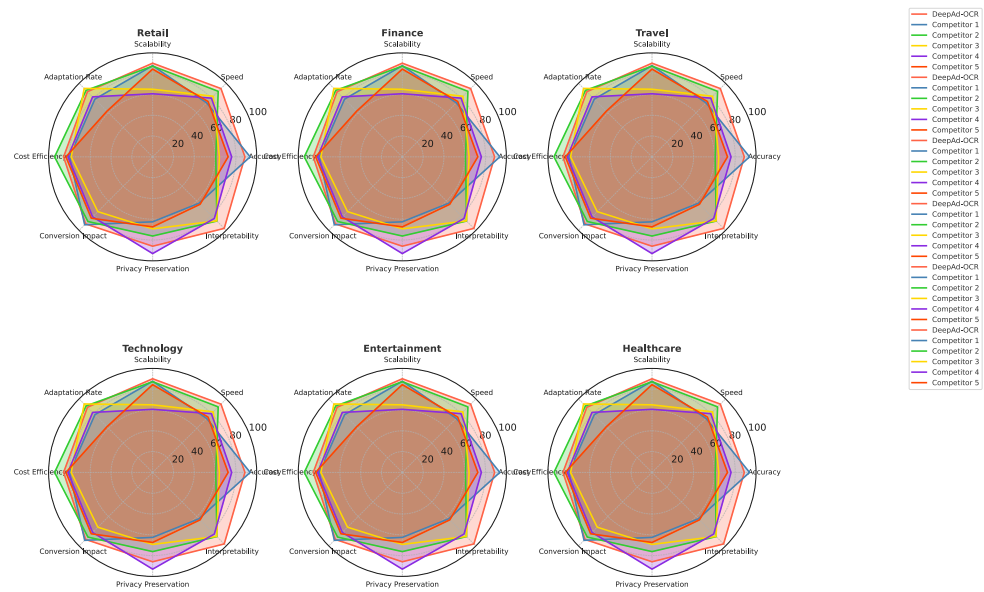 Retail
Scalability
Adaptation Rate
Speed
Cost Efficiency
Accuracy
Conversion Impact
Interpretability
Privacy Preservation
20
40
60
80
100
Finance
Scalability
Adaptation Rate
Speed
Cost Efficiency
Accuracy
Conversion Impact
Interpretability
Privacy Preservation
20
40
60
80
100
Travel
Scalability
Adaptation Rate
Speed
Cost Efficiency
Accuracy
Conversion Impact
Interpretability
Privacy Preservation
20
40
60
80
100
Technology
Scalability
Adaptation Rate
Speed
Cost Efficiency
Accuracy
Conversion Impact
Interpretability
Privacy Preservation
20
40
60
80
100
Entertainment
Scalability
Adaptation Rate
Speed
Cost Efficiency
Accuracy
Conversion Impact
Interpretability
Privacy Preservation
20
40
60
80
100
Healthcare
Scalability
Adaptation Rate
Speed
Cost Efficiency
Accuracy
Conversion Impact
Interpretability
Privacy Preservation
20
40
60
80
100
DeepAd-OCR
Competitor 1
Competitor 2
Competitor 3
Competitor 4
Competitor 5
DeepAd-OCR
Competitor 1
Competitor 2
Competitor 3
Competitor 4
Competitor 5
DeepAd-OCR
Competitor 1
Competitor 2
Competitor 3
Competitor 4
Competitor 5
DeepAd-OCR
Competitor 1
Competitor 2
Competitor 3
Competitor 4
Competitor 5
DeepAd-OCR
Competitor 1
Competitor 2
Competitor 3
Competitor 4
Competitor 5
DeepAd-OCR
Competitor 1
Competitor 2
Competitor 3
Competitor 4
Competitor 5